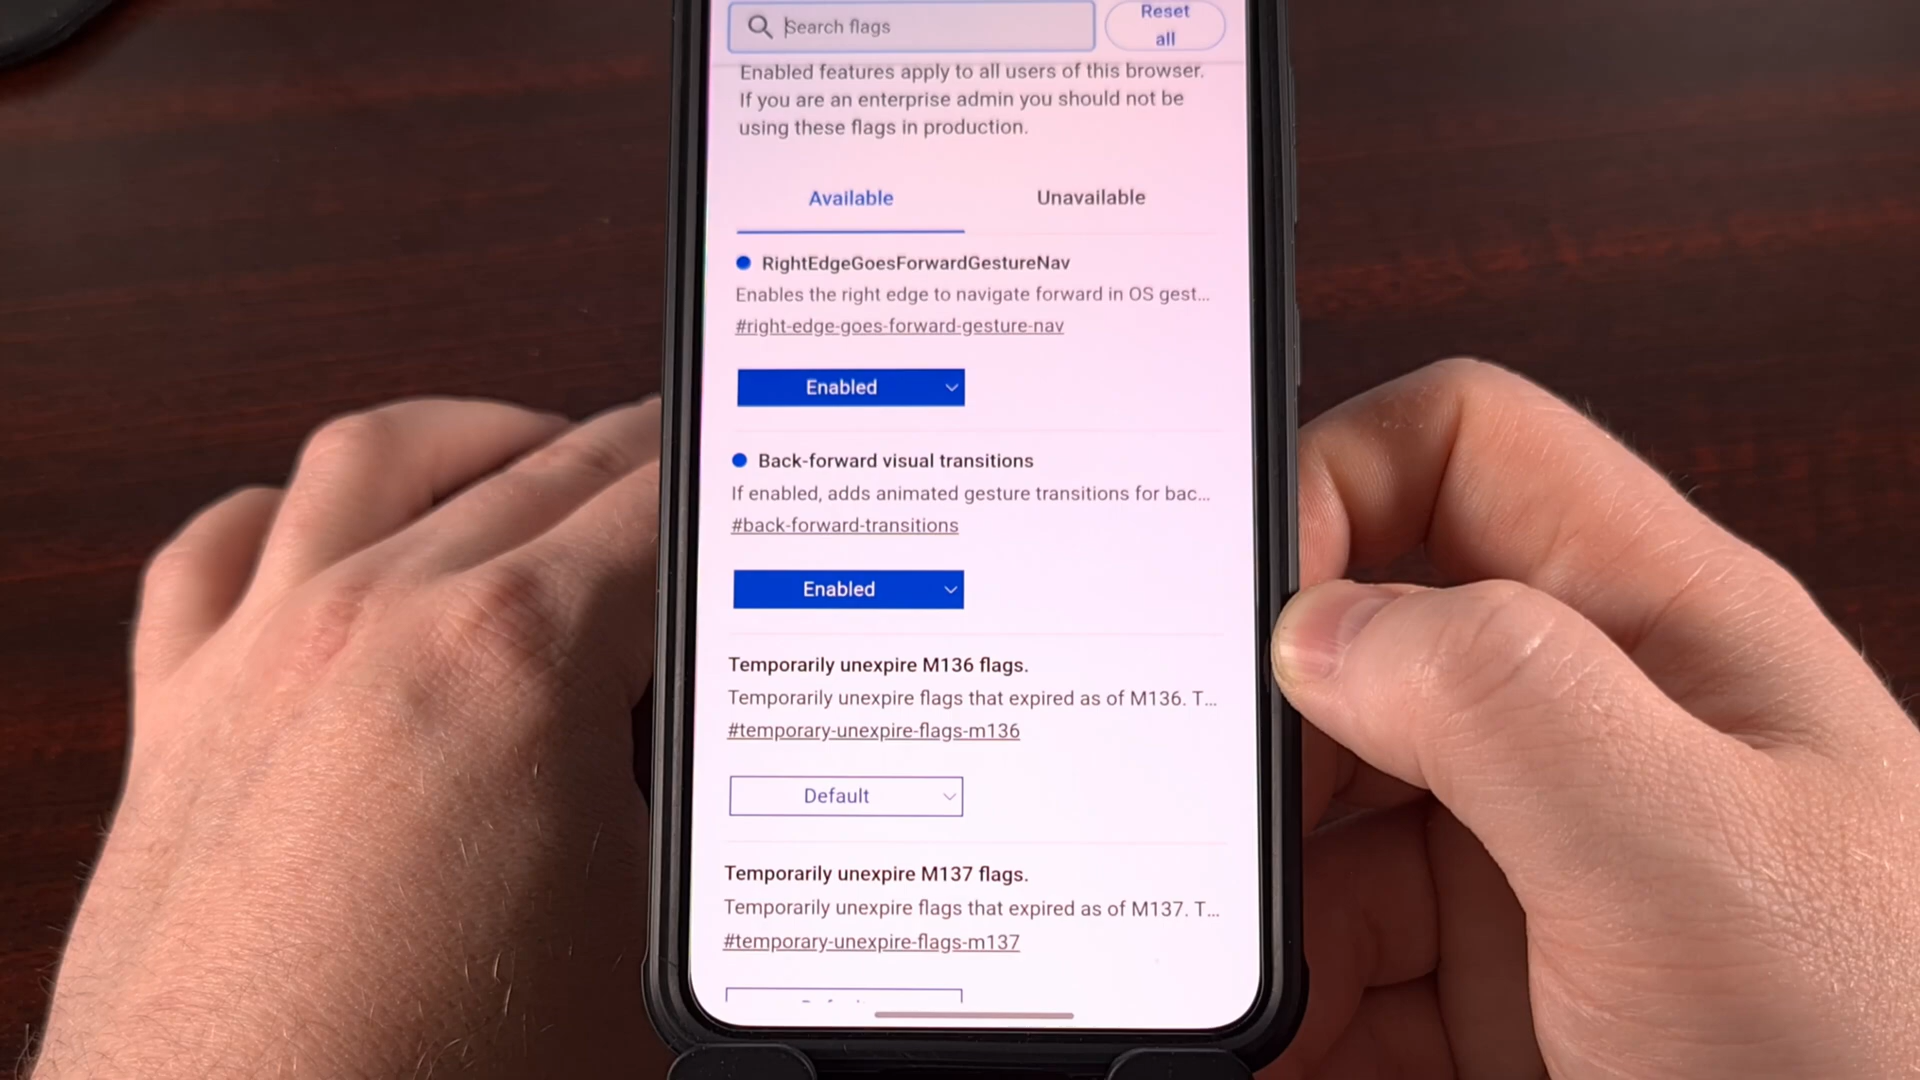 Search flags
Reset
all
Enabled features apply to all users of this browser.
If you are an enterprise admin you should not be
using these flags in production.
Available
Unavailable
RightEdgeGoesForwardGestureNav
Enables the right edge to navigate forward in OS gest...
#right-edge-goes-forward-gesture-nav
Enabled
Back-forward visual transitions
If enabled, adds animated gesture transitions for bac...
#back-forward-transitions
Enabled
Temporarily unexpire M136 flags.
Temporarily unexpire flags that expired as of M136. T...
#temporary-unexpire-flags-m136
Default
Temporarily unexpire M137 flags.
Temporarily unexpire flags that expired as of M137. T...
#temporary-unexpire-flags-m137